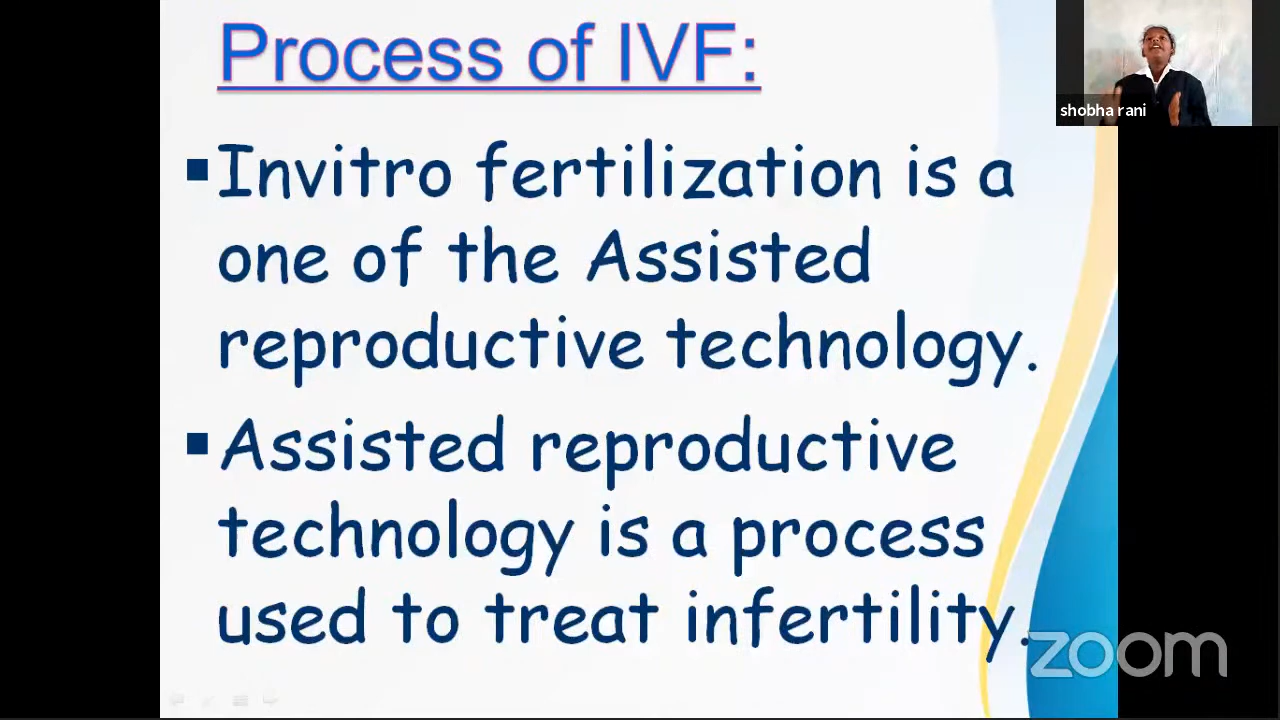 Process of IVF:
shobha rani
▪Invitro fertilization is a
one of the Assisted
reproductive technology.
▪Assisted reproductive
technology is a process
used to treat infertility.
zoom